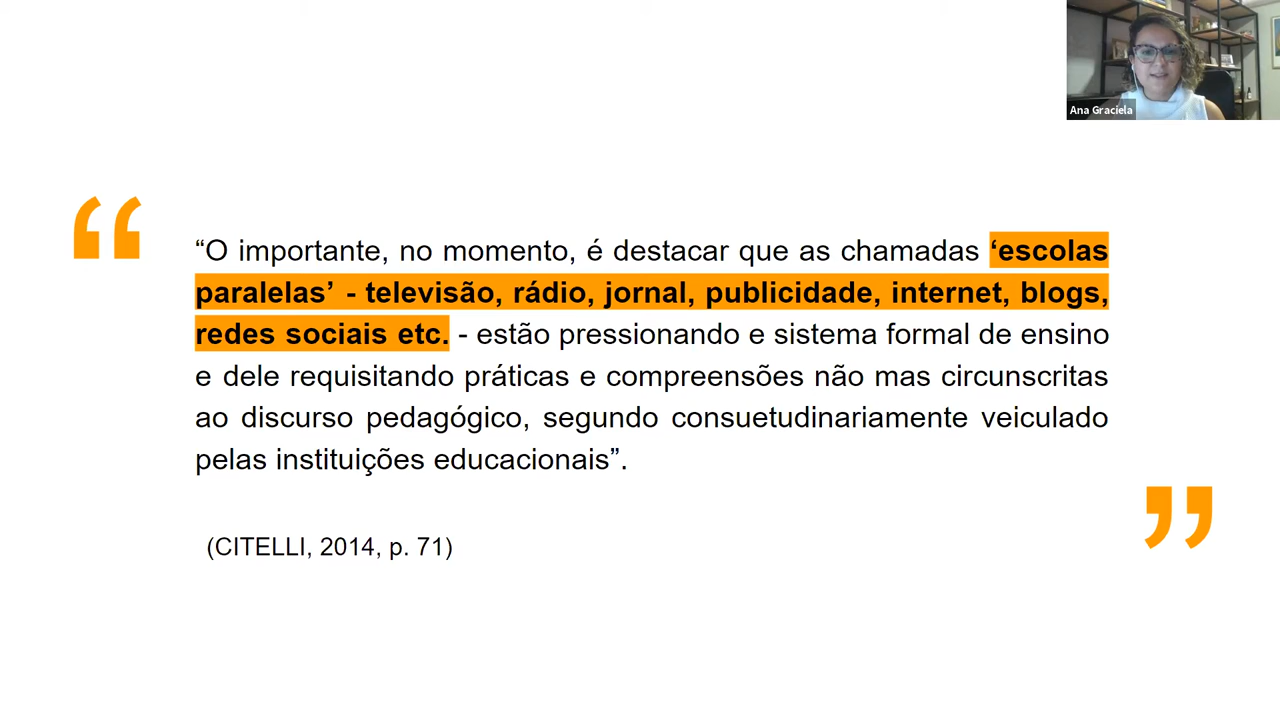 Ana Graciela
“
“O importante, no momento, é destacar que as chamadas ‘escolas
paralelas’ - televisão, rádio, jornal, publicidade, internet, blogs,
redes sociais etc. - estão pressionando e sistema formal de ensino
e dele requisitando práticas e compreensões não mas circunscritas
ao discurso pedagógico, segundo consuetudinariamente veiculado
pelas instituições educacionais”.
”
(CITELLI, 2014, p. 71)